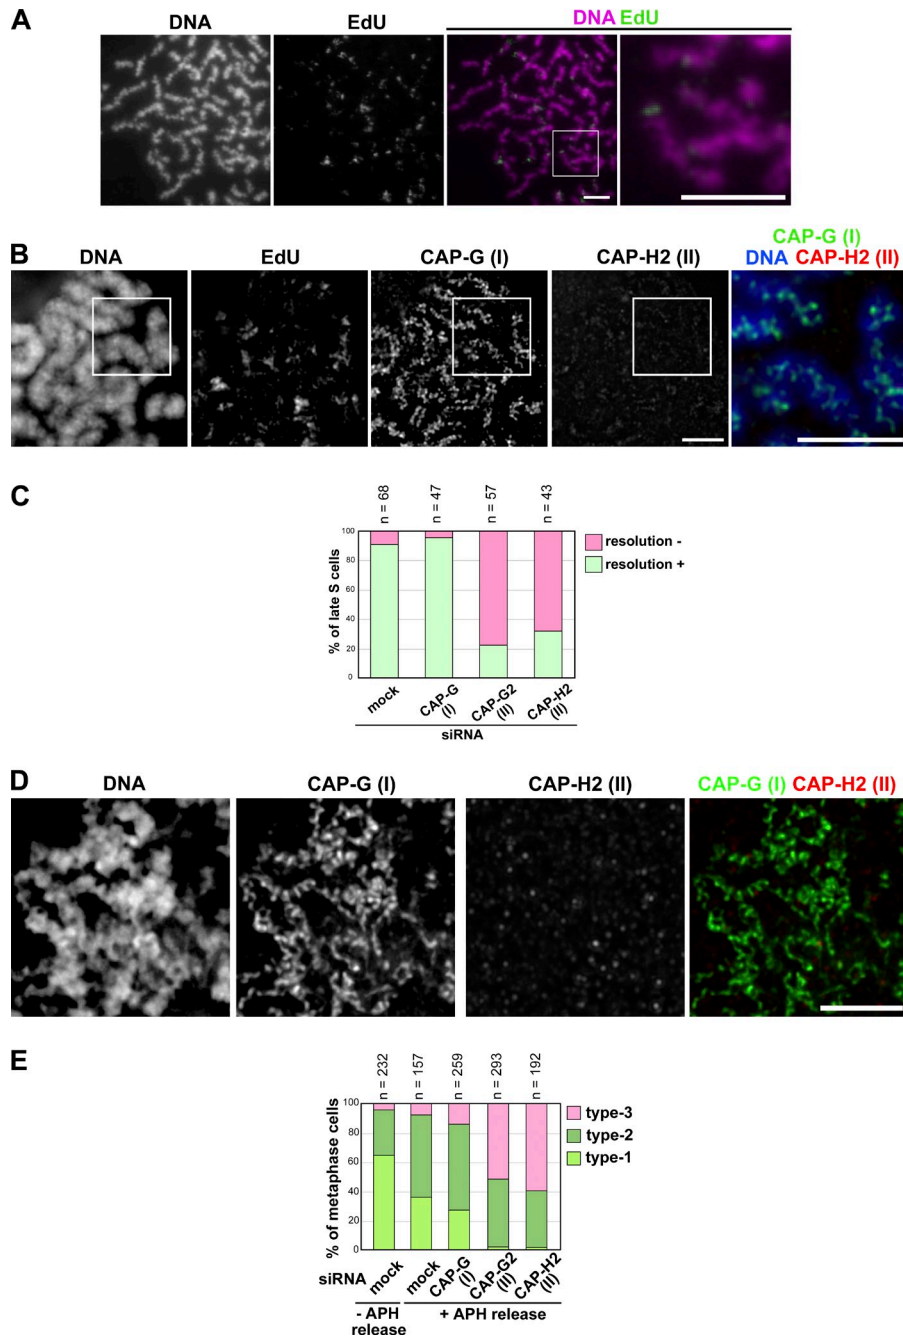 A
DNA
EdU
DNA EdU
B
DNA
EdU
CAP-G (I)
CAP-H2 (II)
CAP-G (I)
DNA CAP-H2 (II)
C
n = 68
n = 47
n = 57
n = 43
100
80
60
40
20
0
% of late S cells
resolution -
resolution +
mock
CAP-G
(I)
CAP-G2
(II)
CAP-H2
(II)
siRNA
D
DNA
CAP-G (I)
CAP-H2 (II)
CAP-G (I) CAP-H2 (II)
E
n = 232
n = 157
n = 259
n = 293
n = 192
100
80
60
40
20
0
% of metaphase cells
type-3
type-2
type-1
siRNA
mock
mock
CAP-G
(I)
CAP-G2
(II)
CAP-H2
(II)
- APH
release
+ APH release